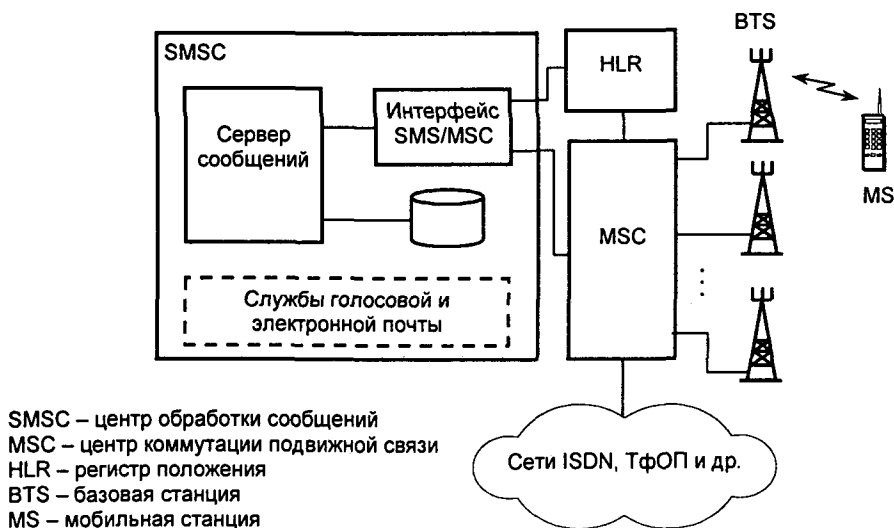 SMSC
Сервер
сообщений
Интерфейс
SMS/MSC
Службы голосовой и
электронной почты
HLR
MSC
BTS
MS
Сети ISDN, ТфОП и др.
SMSC – центр обработки сообщений
MSC – центр коммутации подвижной связи
HLR – регистр положения
BTS – базовая станция
MS – мобильная станция